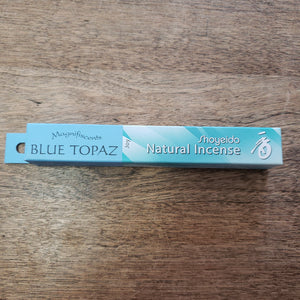 Magnifiscents
BLUE TOPAZ
Shoyeido
Natural Incense